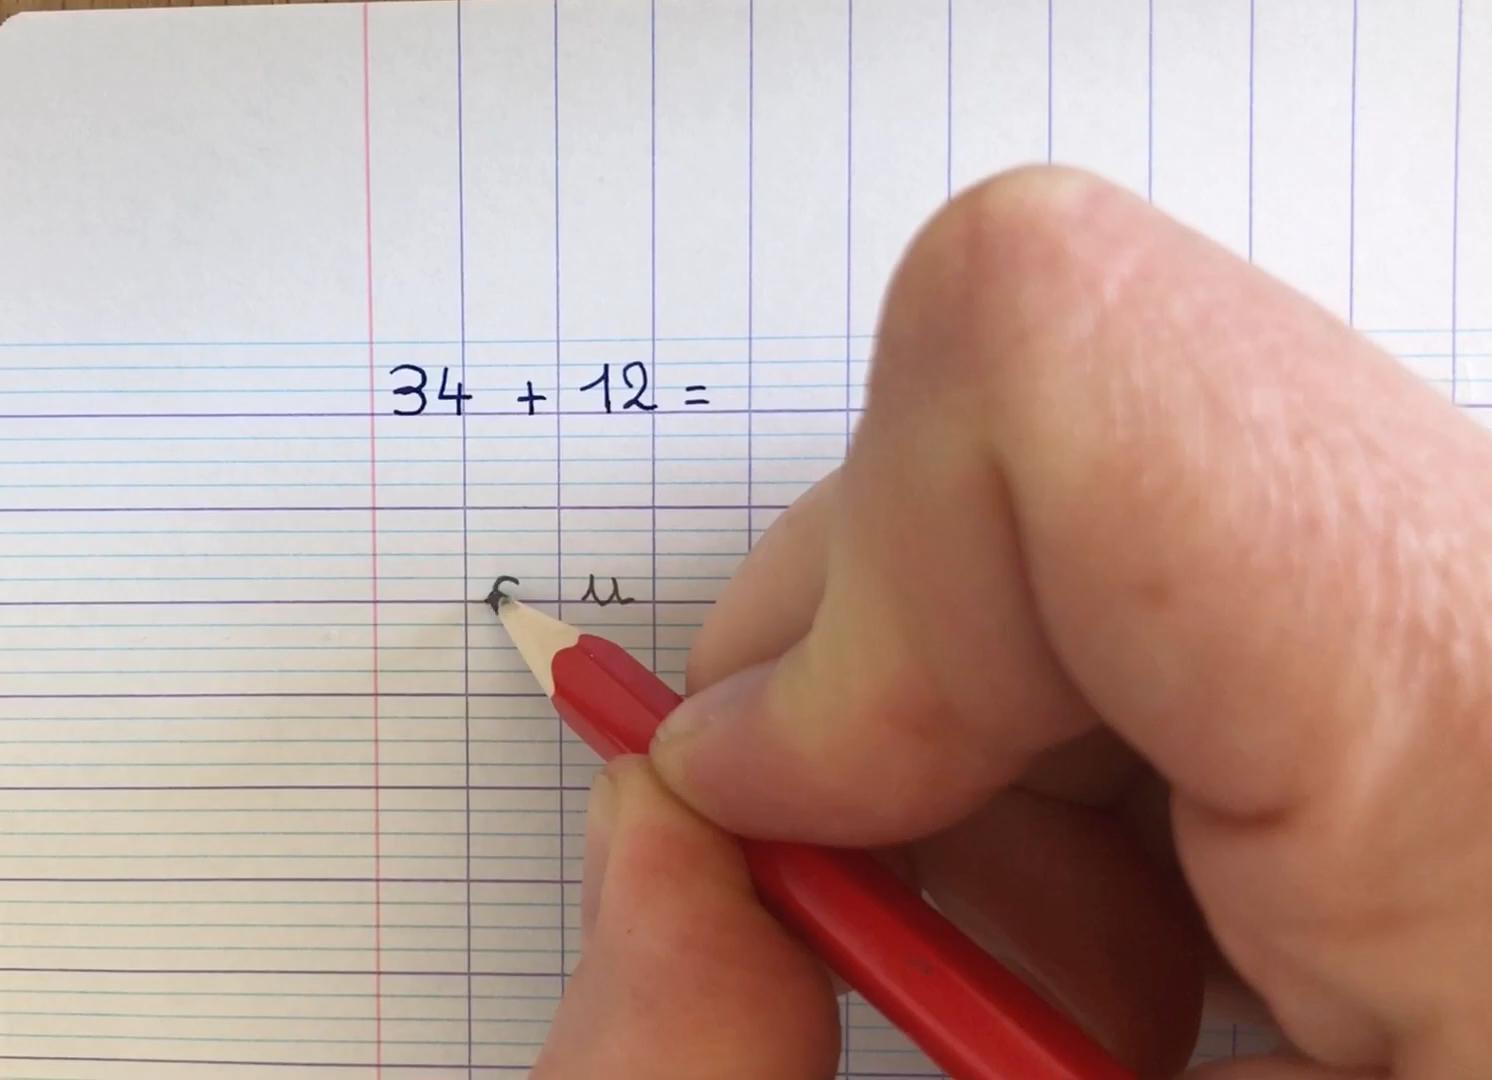 34 + 12 =
u